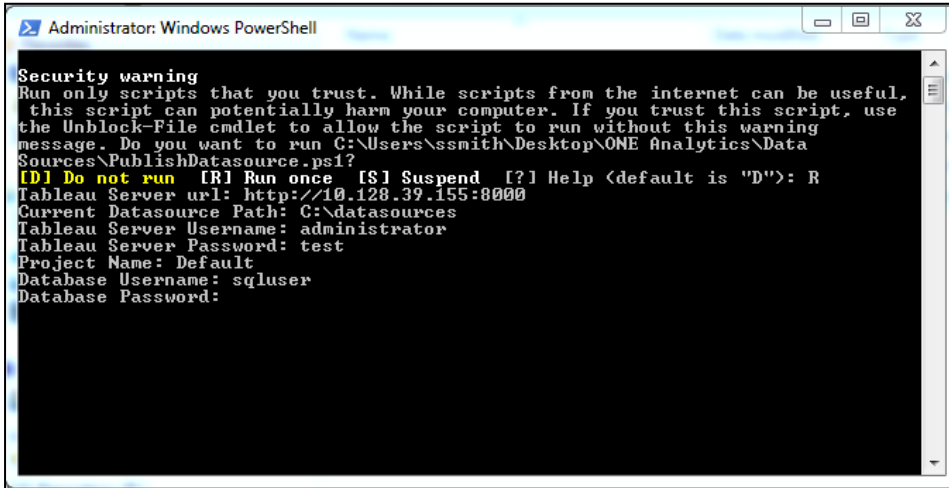 Administrator: Windows PowerShell
Security warning
Run only scripts that you trust. While scripts from the internet can be useful,
this script can potentially harm your computer. If you trust this script, use
the Unblock-File cmdlet to allow the script to run without this warning
message. Do you want to run C:\Users\ssmith\Desktop\ONE Analytics\Data
Sources\PublishDatasource.ps1?
[D] Do not run  [R] Run once  [S] Suspend  [?] Help (default is "D"): R
Tableau Server url: http://10.128.39.155:8000
Current Datasource Path: C:\datasources
Tableau Server Username: administrator
Tableau Server Password: test
Project Name: Default
Database Username: sqluser
Database Password: